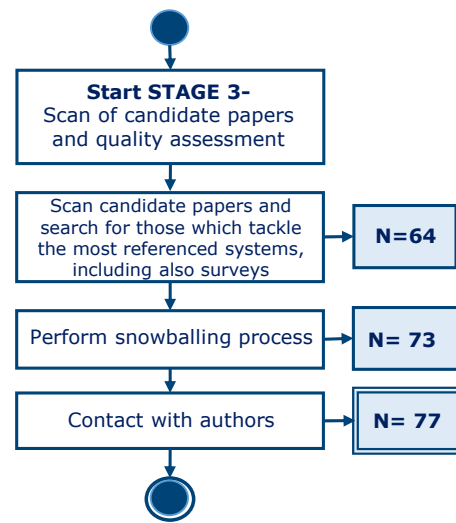 Start STAGE 3-
Scan of candidate papers
and quality assessment
Scan candidate papers and
search for those which tackle
the most referenced systems,
including also surveys
N=64
Perform snowballing process
N= 73
Contact with authors
N= 77